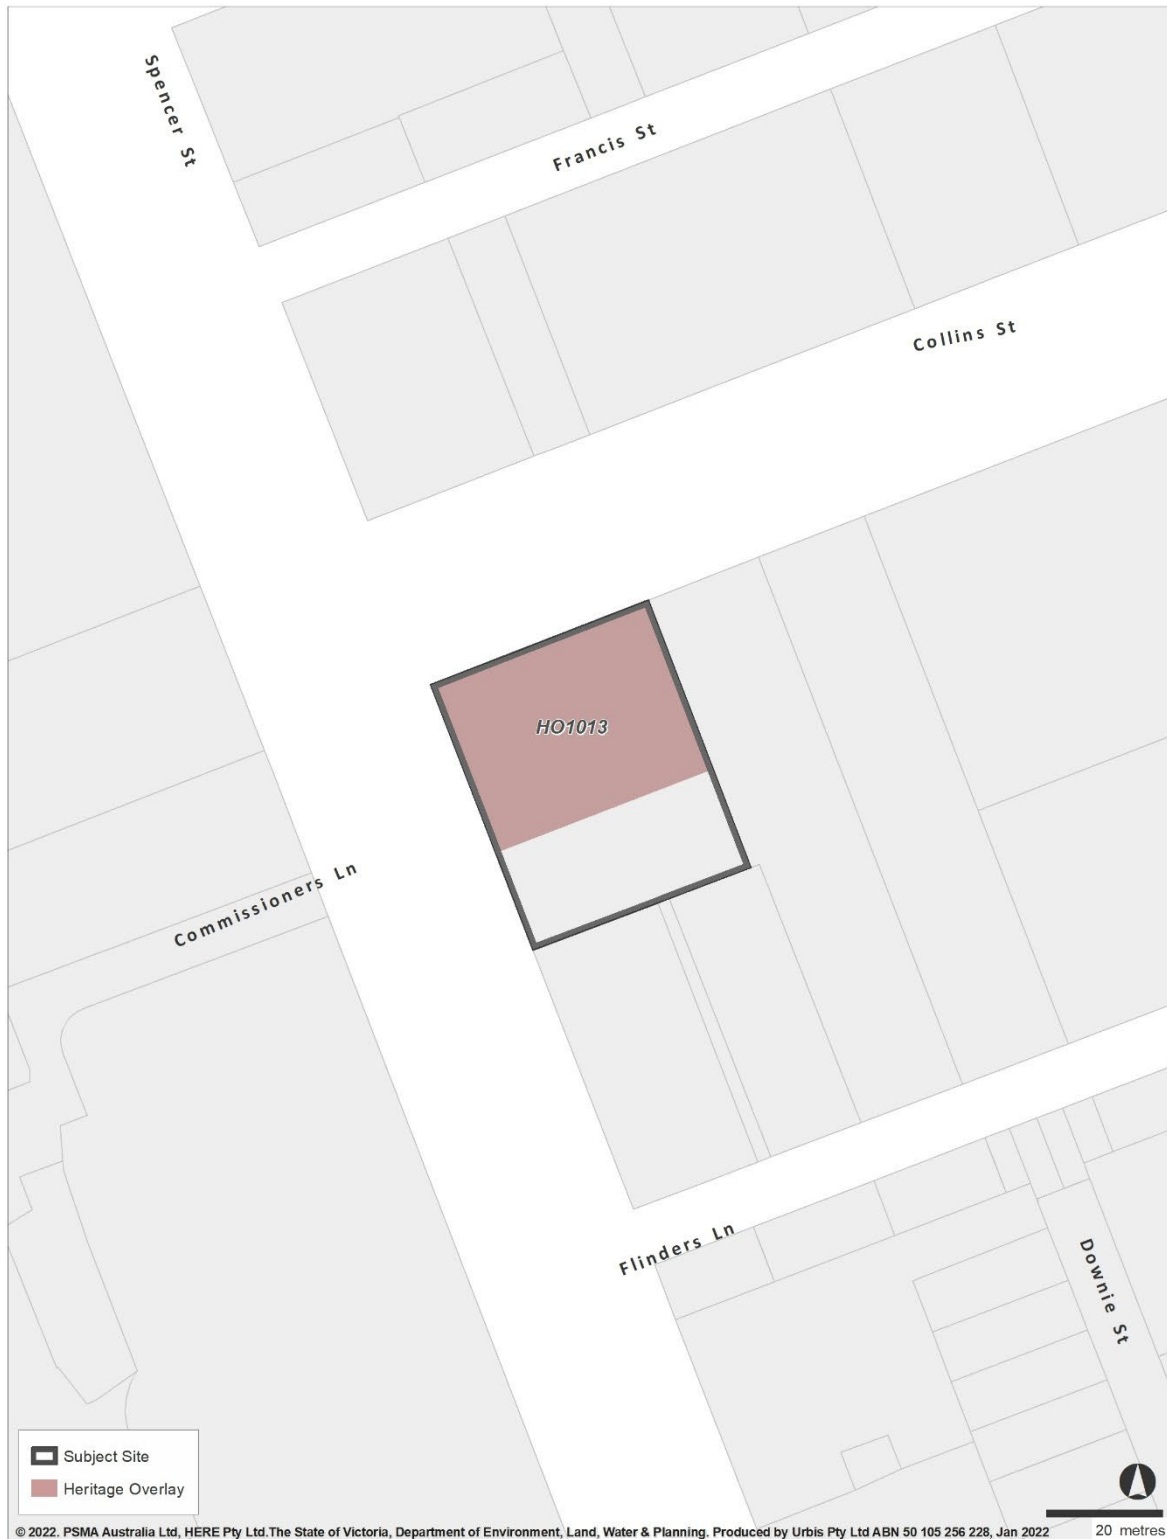 Spencer St
Francis St
Collins St
HO1013
Commissioners Ln
Flinders Ln
Downie St
Subject Site
Heritage Overlay
20 metres
© 2022. PSMA Australia Ltd, HERE Pty Ltd.The State of Victoria, Department of Environment, Land, Water & Planning. Produced by Urbis Pty Ltd ABN 50 105 256 228, Jan 2022